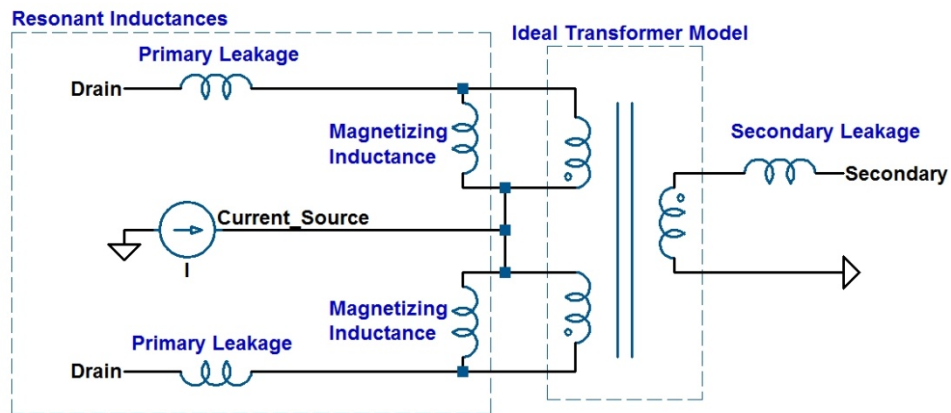 Resonant Inductances
Ideal Transformer Model
Primary Leakage
Drain
Magnetizing
Inductance
Secondary Leakage
Secondary
Current_Source
I
Magnetizing
Inductance
Primary Leakage
Drain